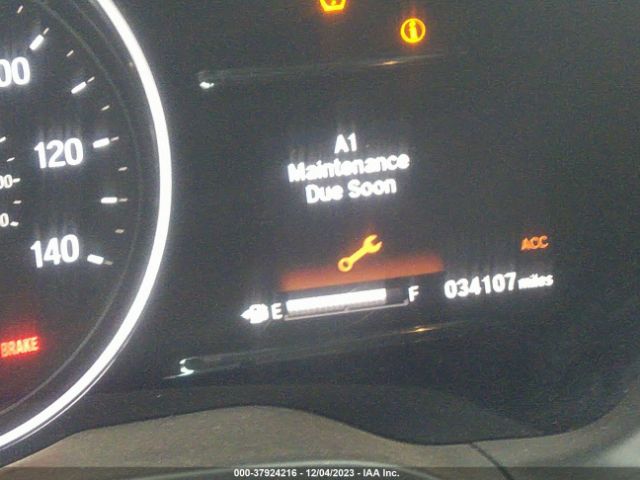 120
140
BRAKE
A1
Maintenance
Due Soon
ACC
E
F
034107 miles
000-37924216 - 12/04/2023 - IAA Inc.